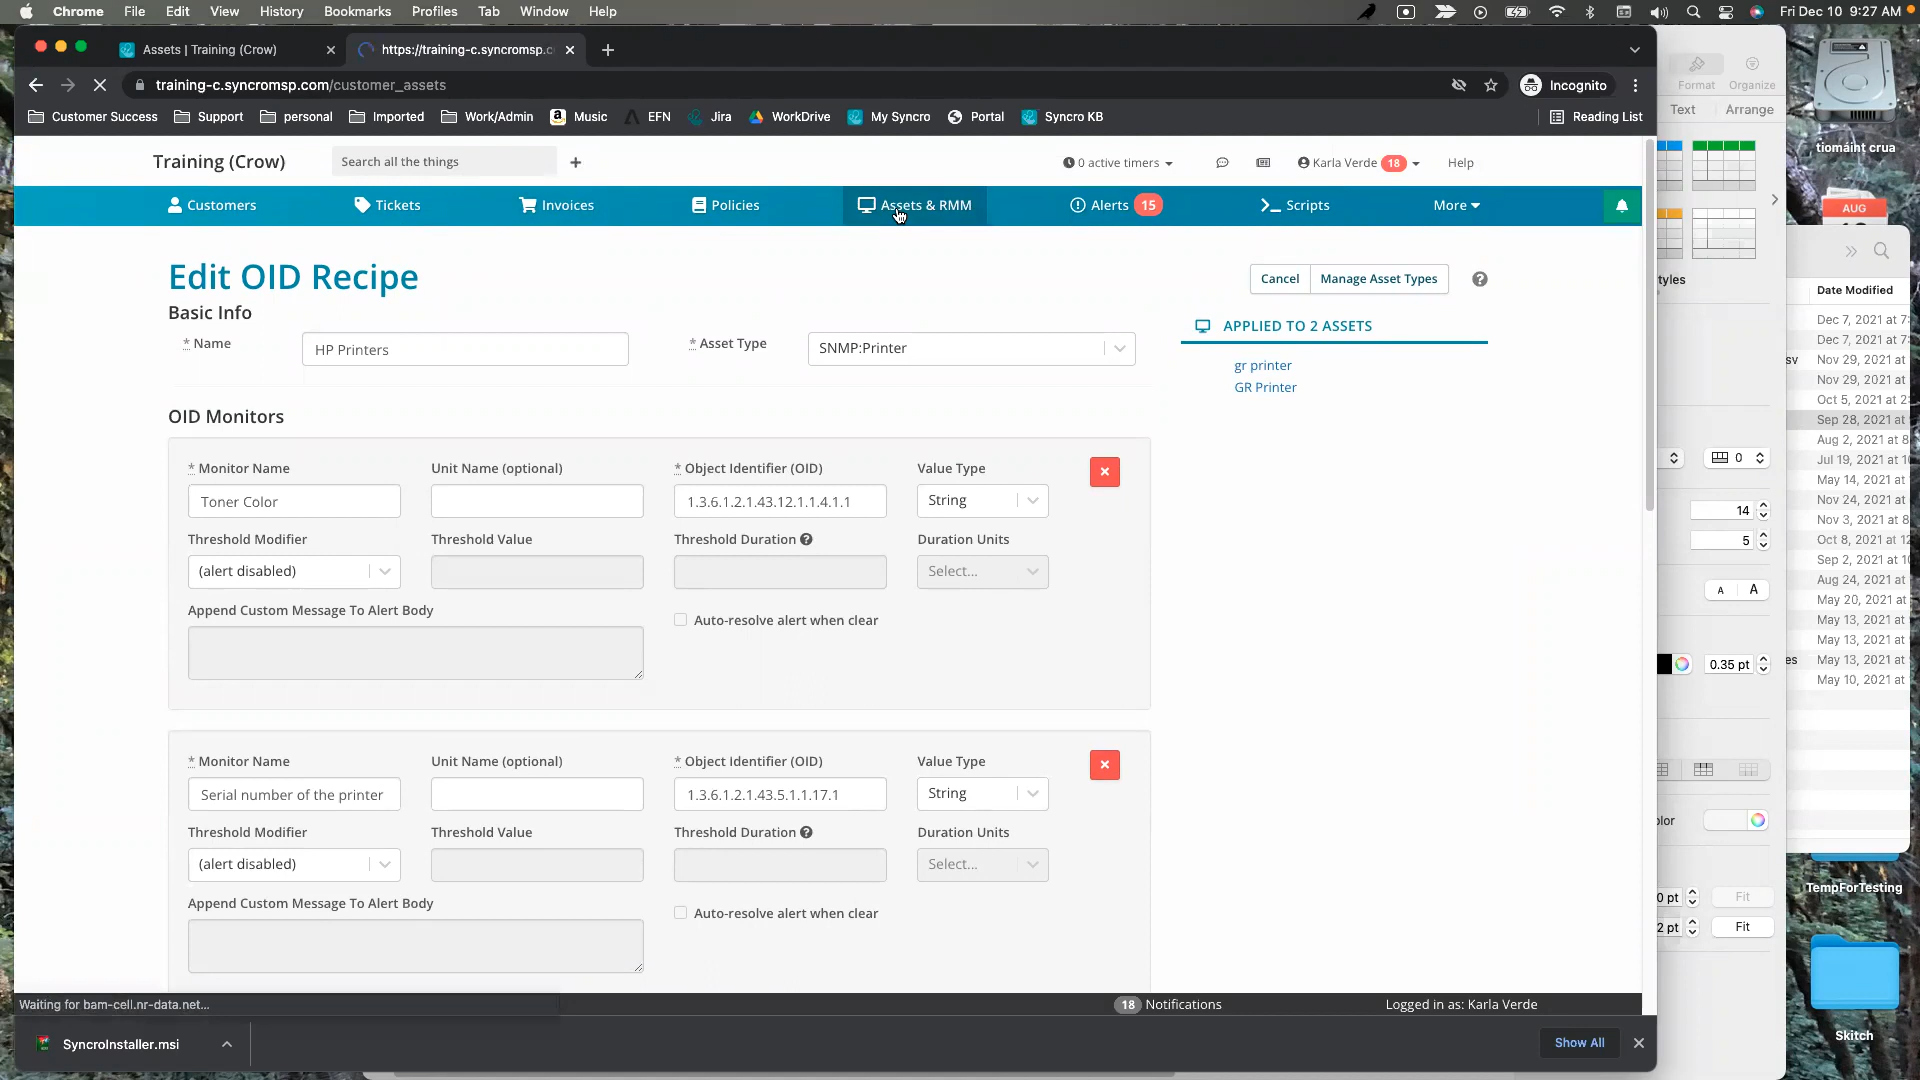 Chrome File Edit View History Bookmarks Profiles Tab Window Help Fri Dec 10 9:27 AM
Assets | Training (Crow) https://training-c.syncromsp.c
training-c.syncromsp.com/customer_assets Incognito
Customer Success Support personal Imported Work/Admin Music EFN Jira WorkDrive My Syncro Portal Syncro KB Reading List
Training (Crow) Search all the things 0 active timers Karla Verde 18 Help
Customers Tickets Invoices Policies Assets & RMM Alerts 15 Scripts More
Edit OID Recipe Cancel Manage Asset Types
Basic Info
* Name HP Printers * Asset Type SNMP:Printer
APPLIED TO 2 ASSETS
gr printer
GR Printer
OID Monitors
* Monitor Name Unit Name (optional) * Object Identifier (OID) Value Type
Toner Color 1.3.6.1.2.1.43.12.1.1.4.1.1 String
Threshold Modifier Threshold Value Threshold Duration Duration Units
(alert disabled) Select...
Append Custom Message To Alert Body Auto-resolve alert when clear
* Monitor Name Unit Name (optional) * Object Identifier (OID) Value Type
Serial number of the printer 1.3.6.1.2.1.43.5.1.1.17.1 String
Threshold Modifier Threshold Value Threshold Duration Duration Units
(alert disabled) Select...
Append Custom Message To Alert Body Auto-resolve alert when clear
Waiting for bam-cell.nr-data.net... 18 Notifications Logged in as: Karla Verde
SyncroInstaller.msi Show All
Format Organize
Text Arrange
tyles
0
14
5
A A
0.35 pt
olor
0 pt Fit
2 pt Fit
tiomáint crua
AUG
Date Modified
Dec 7, 2021 at 7:
Dec 7, 2021 at 7:
sv Nov 29, 2021 at
Nov 29, 2021 at
Oct 5, 2021 at 2:
Sep 28, 2021 at
Aug 2, 2021 at 8
Jul 19, 2021 at 1
May 14, 2021 at
Nov 24, 2021 at
Nov 3, 2021 at 8
Oct 8, 2021 at 12
Sep 2, 2021 at 1
Aug 24, 2021 at
May 20, 2021 at
May 13, 2021 at
May 13, 2021 at
es May 13, 2021 at
May 10, 2021 at
TempForTesting
Skitch